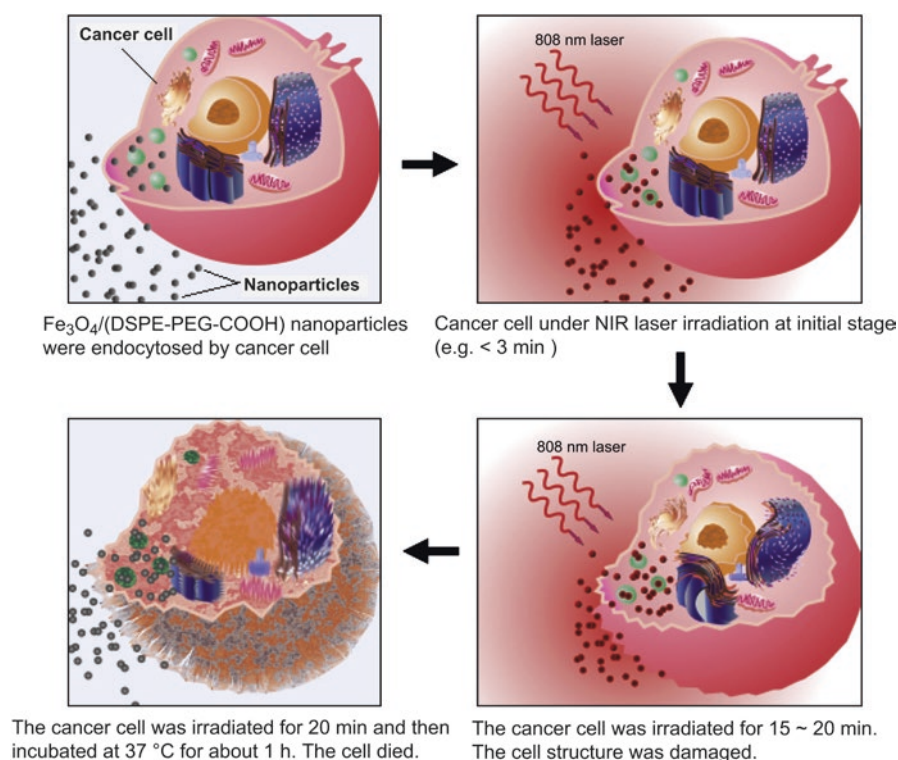 Cancer cell
Nanoparticles
Fe₃O₄/(DSPE-PEG-COOH) nanoparticles
were endocytosed by cancer cell
808 nm laser
Cancer cell under NIR laser irradiation at initial stage
(e.g. < 3 min )
808 nm laser
The cancer cell was irradiated for 15 ~ 20 min.
The cell structure was damaged.
The cancer cell was irradiated for 20 min and then
incubated at 37 °C for about 1 h. The cell died.